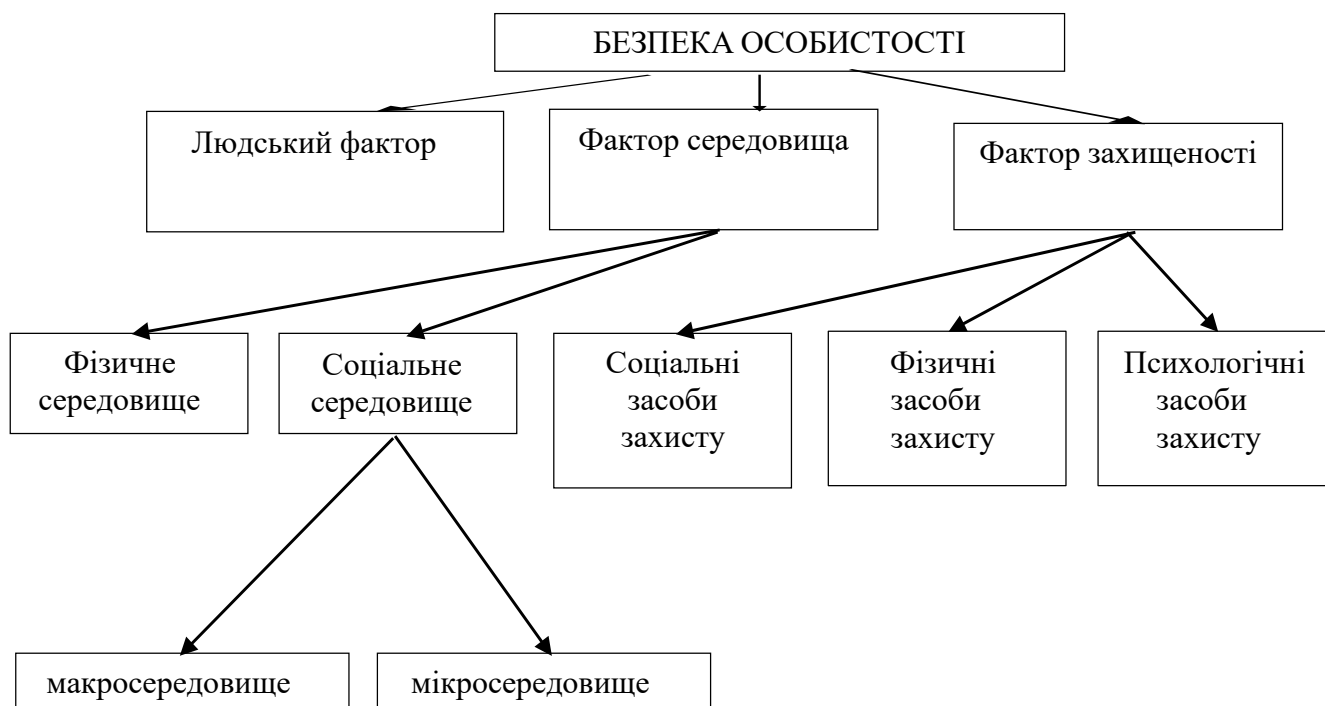 БЕЗПЕКА ОСОБИСТОСТІ
Людський фактор
Фактор середовища
Фактор захищеності
Фізичне
середовище
Соціальне
середовище
Соціальні
засоби
захисту
Фізичні
засоби
захисту
Психологічні
засоби
захисту
макросередовище
мікросередовище